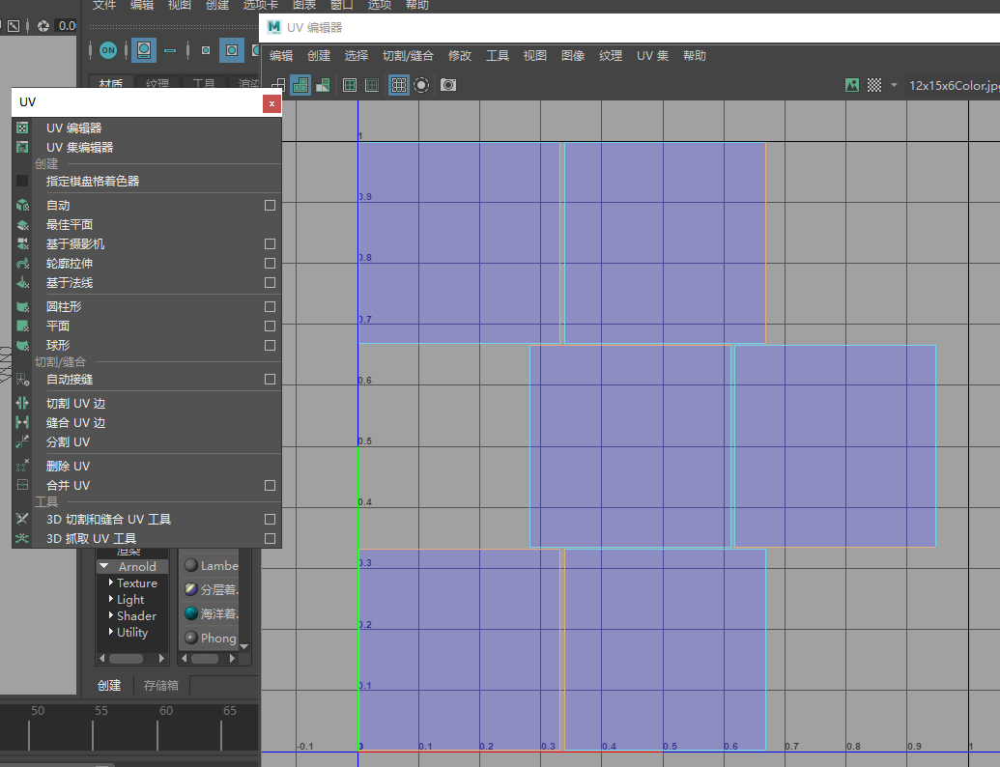 文件 编辑 视图 创建 选项卡 图表 窗口 选项 帮助
UV 编辑器
0.0
编辑 创建 选择 切割/缝合 修改 工具 视图 图像 纹理 UV 集 帮助
ON
材质 纹理 工具 渲染
12x15x6Color.jpg
UV
UV 编辑器
UV 集编辑器
创建
指定棋盘格着色器
自动
最佳平面
基于摄影机
轮廓拉伸
基于法线
圆柱形
平面
球形
切割/缝合
自动接缝
切割 UV 边
缝合 UV 边
分割 UV
删除 UV
合并 UV
工具
3D 切割和缝合 UV 工具
3D 抓取 UV 工具
渲染
Arnold
Texture
Light
Shader
Utility
Lambe
分层着.
海洋着.
Phong
创建 存储箱
50 55 60 65
1
0.9
0.8
0.7
0.6
0.5
0.4
0.3
0.2
0.1
-0.1 0 0.1 0.2 0.3 0.4 0.5 0.6 0.7 0.8 0.9 1